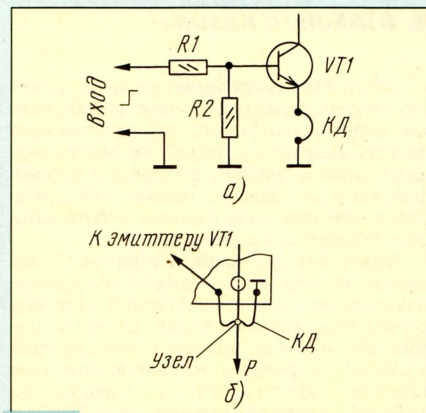 R1
VT1
вход
R2
КД
а)
К эмиттеру VT1
Узел
КД
P
б)